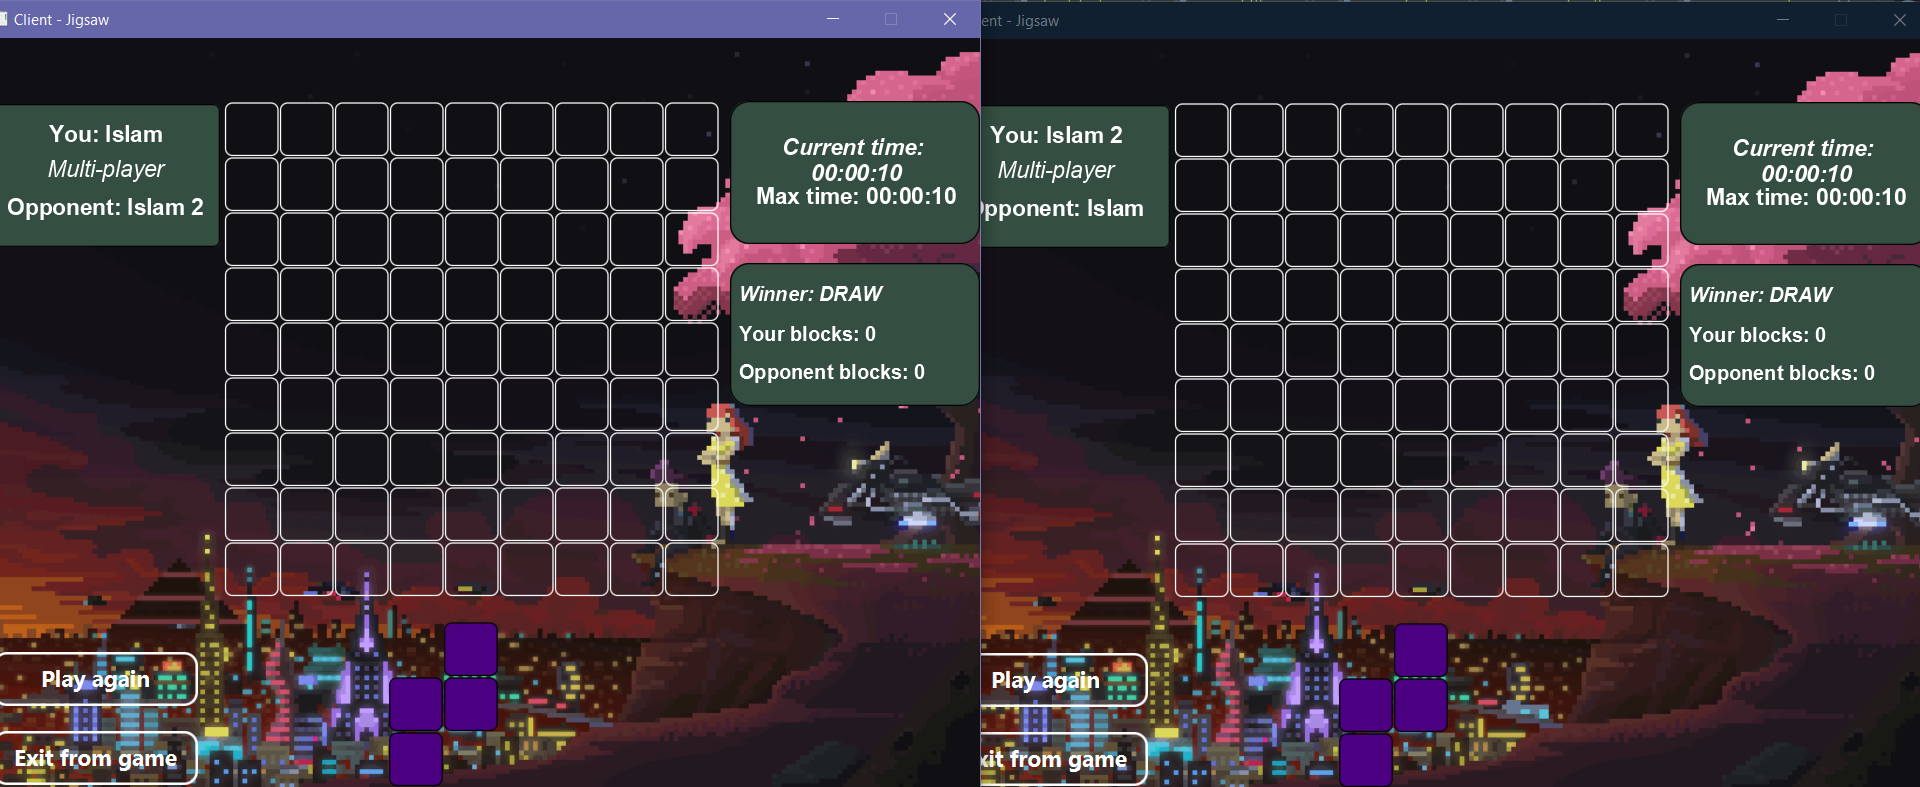 Client - Jigsaw
You: Islam
Multi-player
Opponent: Islam 2
Current time:
00:00:10
Max time: 00:00:10
Winner: DRAW
Your blocks: 0
Opponent blocks: 0
Play again
Exit from game
ent - Jigsaw
You: Islam 2
Multi-player
pponent: Islam
Current time:
00:00:10
Max time: 00:00:10
Winner: DRAW
Your blocks: 0
Opponent blocks: 0
Play again
xit from game